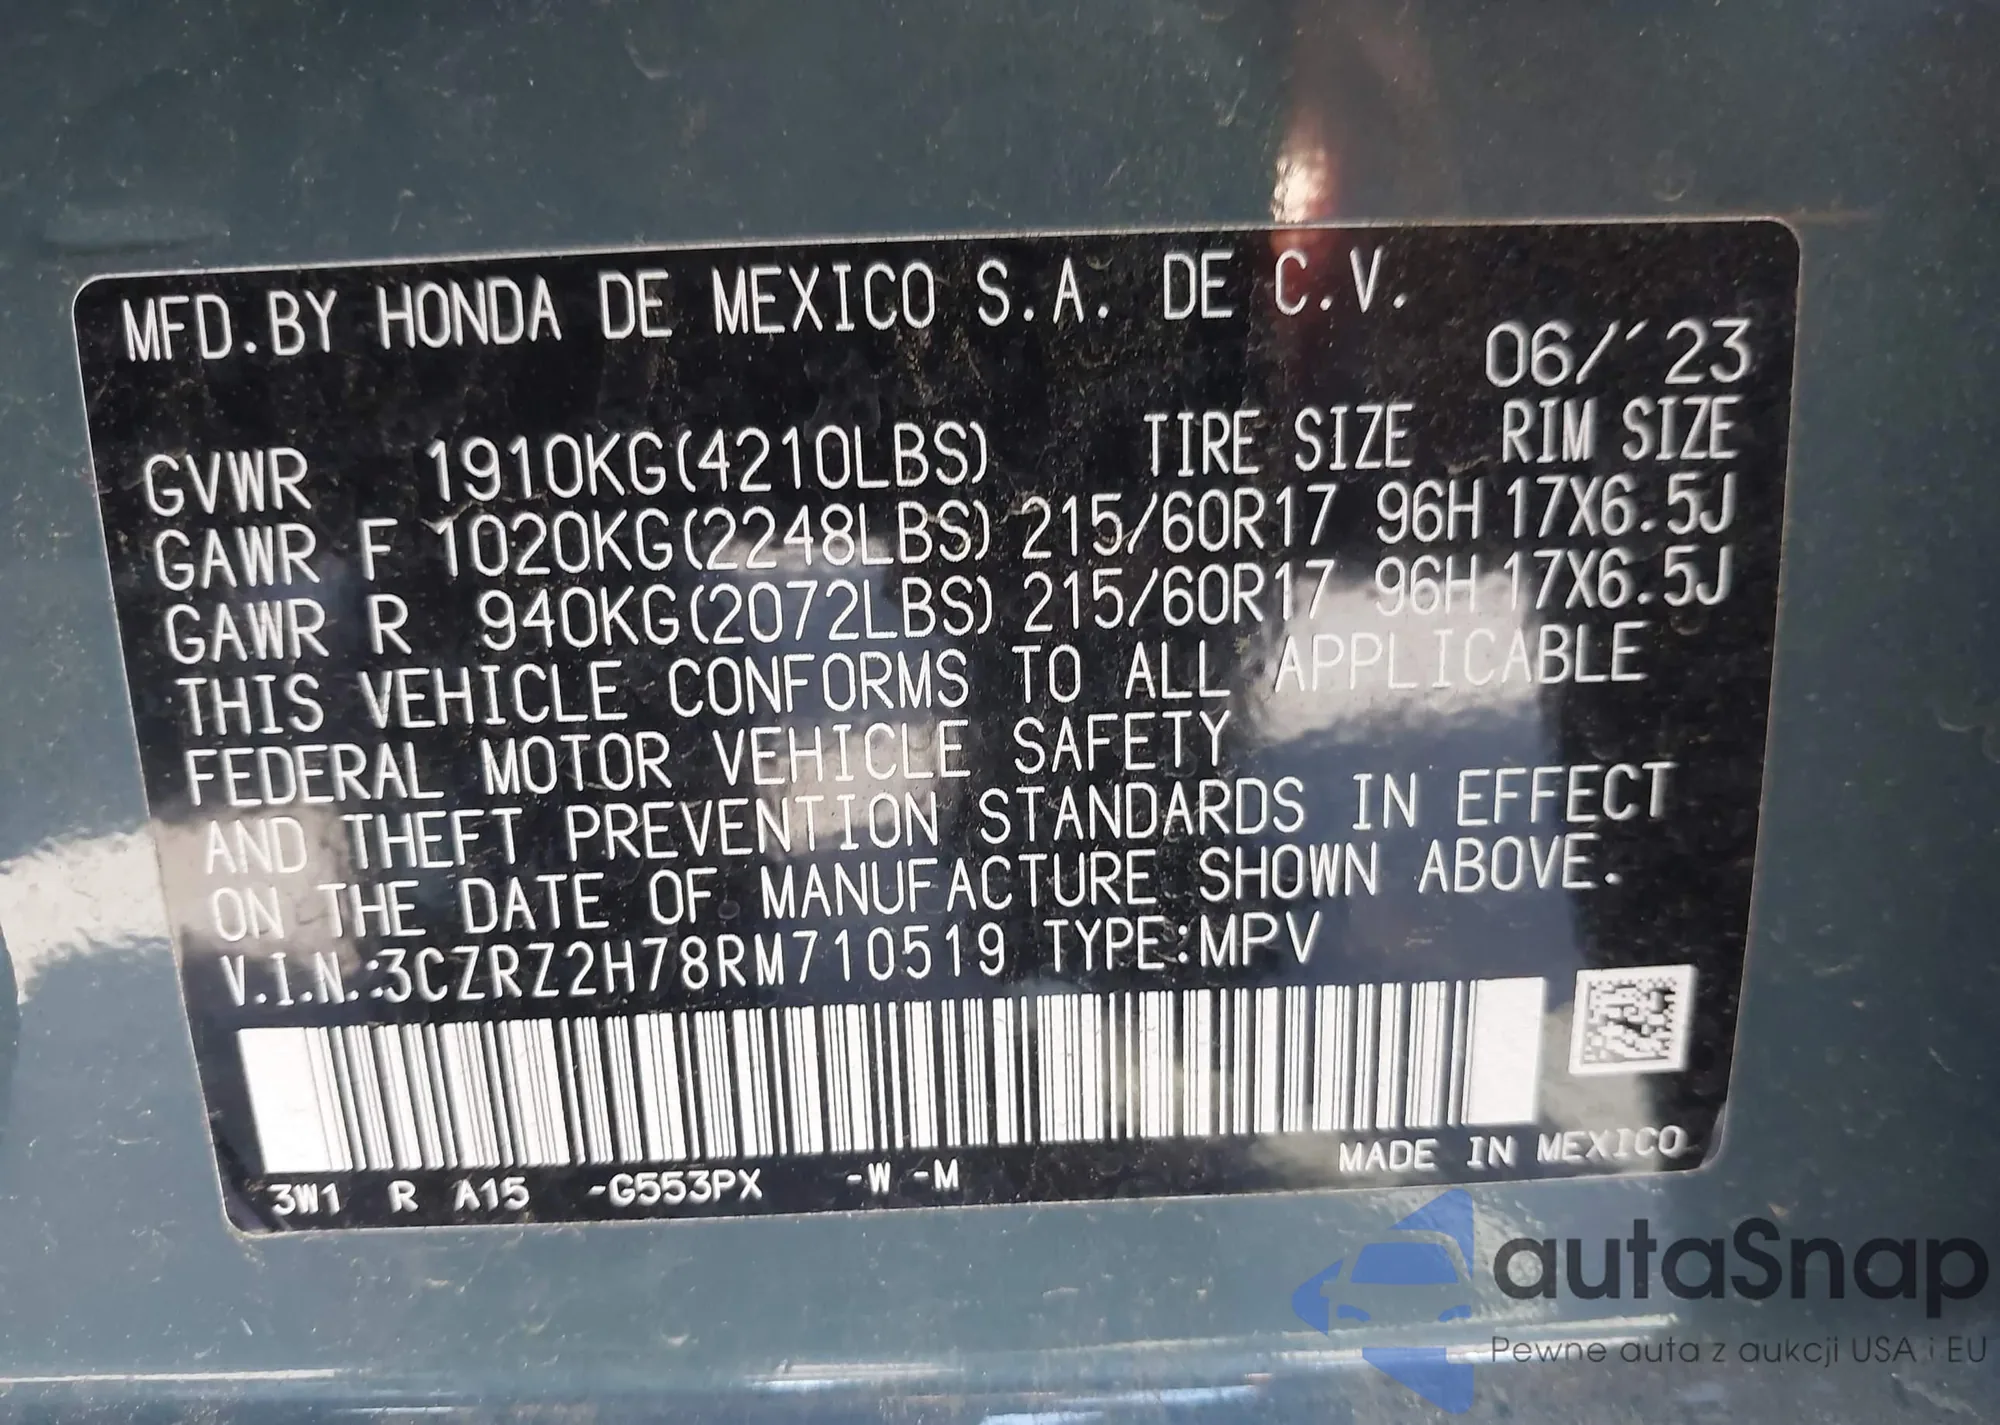 MFD.BY HONDA DE MEXICO S.A. DE C.V.
06/´23
GVWR 1910KG(4210LBS) TIRE SIZE RIM SIZE
GAWR F 1020KG(2248LBS) 215/60R17 96H 17X6.5J
GAWR R 940KG(2072LBS) 215/60R17 96H 17X6.5J
THIS VEHICLE CONFORMS TO ALL APPLICABLE
FEDERAL MOTOR VEHICLE SAFETY
AND THEFT PREVENTION STANDARDS IN EFFECT
ON THE DATE OF MANUFACTURE SHOWN ABOVE.
V.I.N.:3CZRZ2H78RM710519 TYPE:MPV
MADE IN MEXICO
3W1 R A15 -G553PX -W -M
autaSnap
Pewne auta z aukcji USA i EU